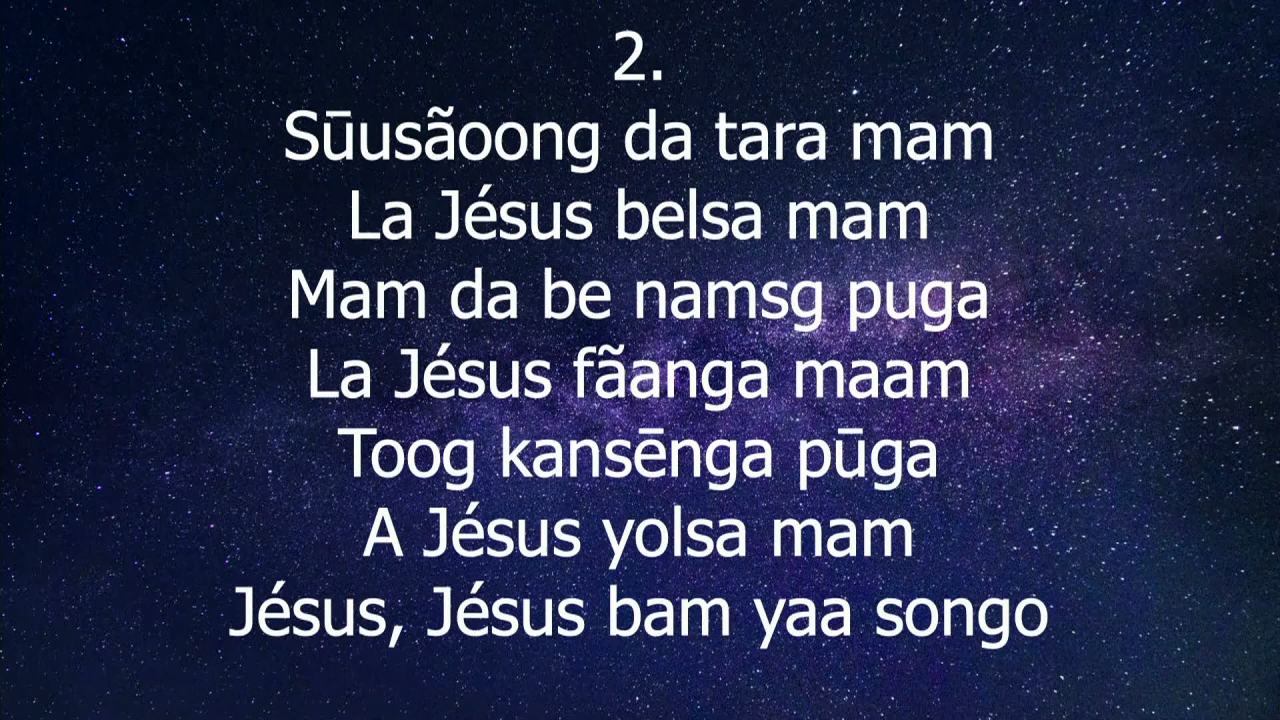 2.
Sūusãoong da tara mam
La Jésus belsa mam
Mam da be namsg puga
La Jésus fãanga maam
Toog kansēnga pūga
A Jésus yolsa mam
Jésus, Jésus bam yaa songo